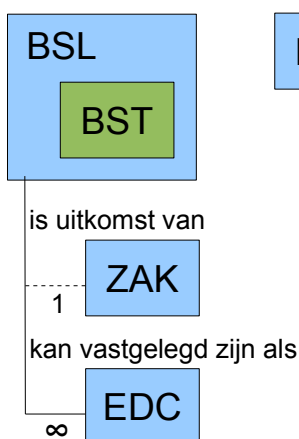 BSL
BST
is uitkomst van
ZAK
1
kan vastgelegd zijn als
EDC
∞